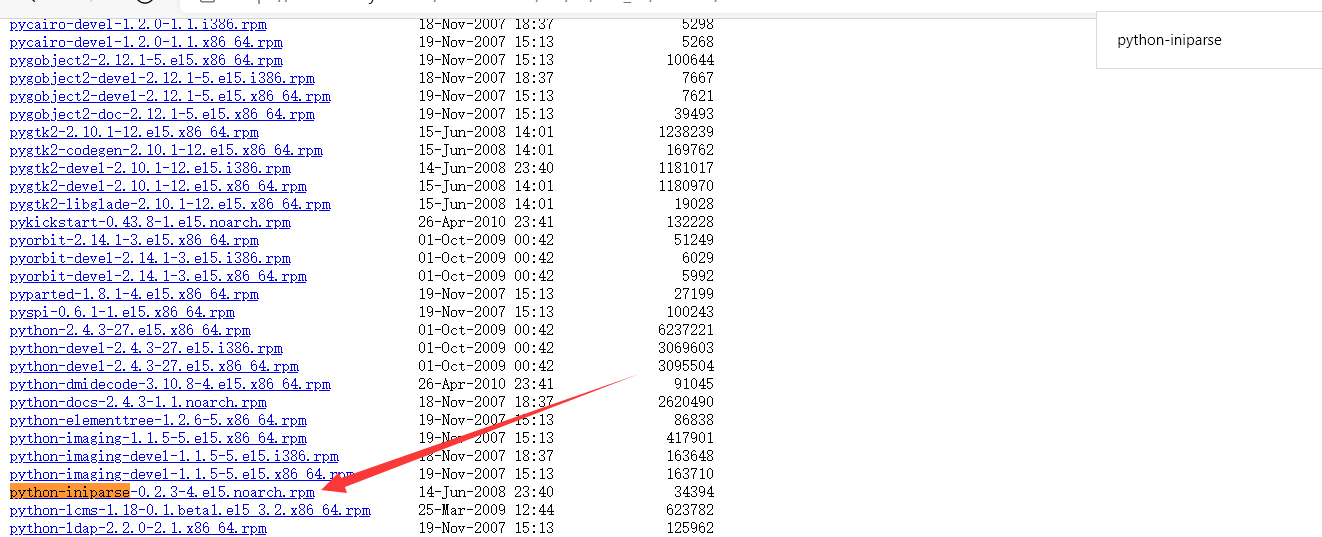 pycairo-devel-1.2.0-1.1.i386.rpm 18-Nov-2007 18:37 5298
python-iniparse
pycairo-devel-1.2.0-1.1.x86_64.rpm 19-Nov-2007 15:13 5268
pygobject2-2.12.1-5.el5.x86_64.rpm 19-Nov-2007 15:13 100644
pygobject2-devel-2.12.1-5.el5.i386.rpm 18-Nov-2007 18:37 7667
pygobject2-devel-2.12.1-5.el5.x86_64.rpm 19-Nov-2007 15:13 7621
pygobject2-doc-2.12.1-5.el5.x86_64.rpm 19-Nov-2007 15:13 39493
pygtk2-2.10.1-12.el5.x86_64.rpm 15-Jun-2008 14:01 1238239
pygtk2-codegen-2.10.1-12.el5.x86_64.rpm 15-Jun-2008 14:01 169762
pygtk2-devel-2.10.1-12.el5.i386.rpm 14-Jun-2008 23:40 1181017
pygtk2-devel-2.10.1-12.el5.x86_64.rpm 15-Jun-2008 14:01 1180970
pygtk2-libglade-2.10.1-12.el5.x86_64.rpm 15-Jun-2008 14:01 19028
pykickstart-0.43.8-1.el5.noarch.rpm 26-Apr-2010 23:41 132228
pyorbit-2.14.1-3.el5.x86_64.rpm 01-Oct-2009 00:42 51249
pyorbit-devel-2.14.1-3.el5.i386.rpm 01-Oct-2009 00:42 6029
pyorbit-devel-2.14.1-3.el5.x86_64.rpm 01-Oct-2009 00:42 5992
pyparted-1.8.1-4.el5.x86_64.rpm 19-Nov-2007 15:13 27199
pyspi-0.6.1-1.el5.x86_64.rpm 19-Nov-2007 15:13 100243
python-2.4.3-27.el5.x86_64.rpm 01-Oct-2009 00:42 6237221
python-devel-2.4.3-27.el5.i386.rpm 01-Oct-2009 00:42 3069603
python-devel-2.4.3-27.el5.x86_64.rpm 01-Oct-2009 00:42 3095504
python-dmidecode-3.10.8-4.el5.x86_64.rpm 26-Apr-2010 23:41 91045
python-docs-2.4.3-1.1.noarch.rpm 18-Nov-2007 18:37 2620490
python-elementtree-1.2.6-5.x86_64.rpm 19-Nov-2007 15:13 86838
python-imaging-1.1.5-5.el5.x86_64.rpm 19-Nov-2007 15:13 417901
python-imaging-devel-1.1.5-5.el5.i386.rpm 18-Nov-2007 18:37 163648
python-imaging-devel-1.1.5-5.el5.x86_64.rpm 19-Nov-2007 15:13 163710
python-iniparse-0.2.3-4.el5.noarch.rpm 14-Jun-2008 23:40 34394
python-lcms-1.18-0.1.beta1.el5_3.2.x86_64.rpm 25-Mar-2009 12:44 623782
python-ldap-2.2.0-2.1.x86_64.rpm 19-Nov-2007 15:13 125962